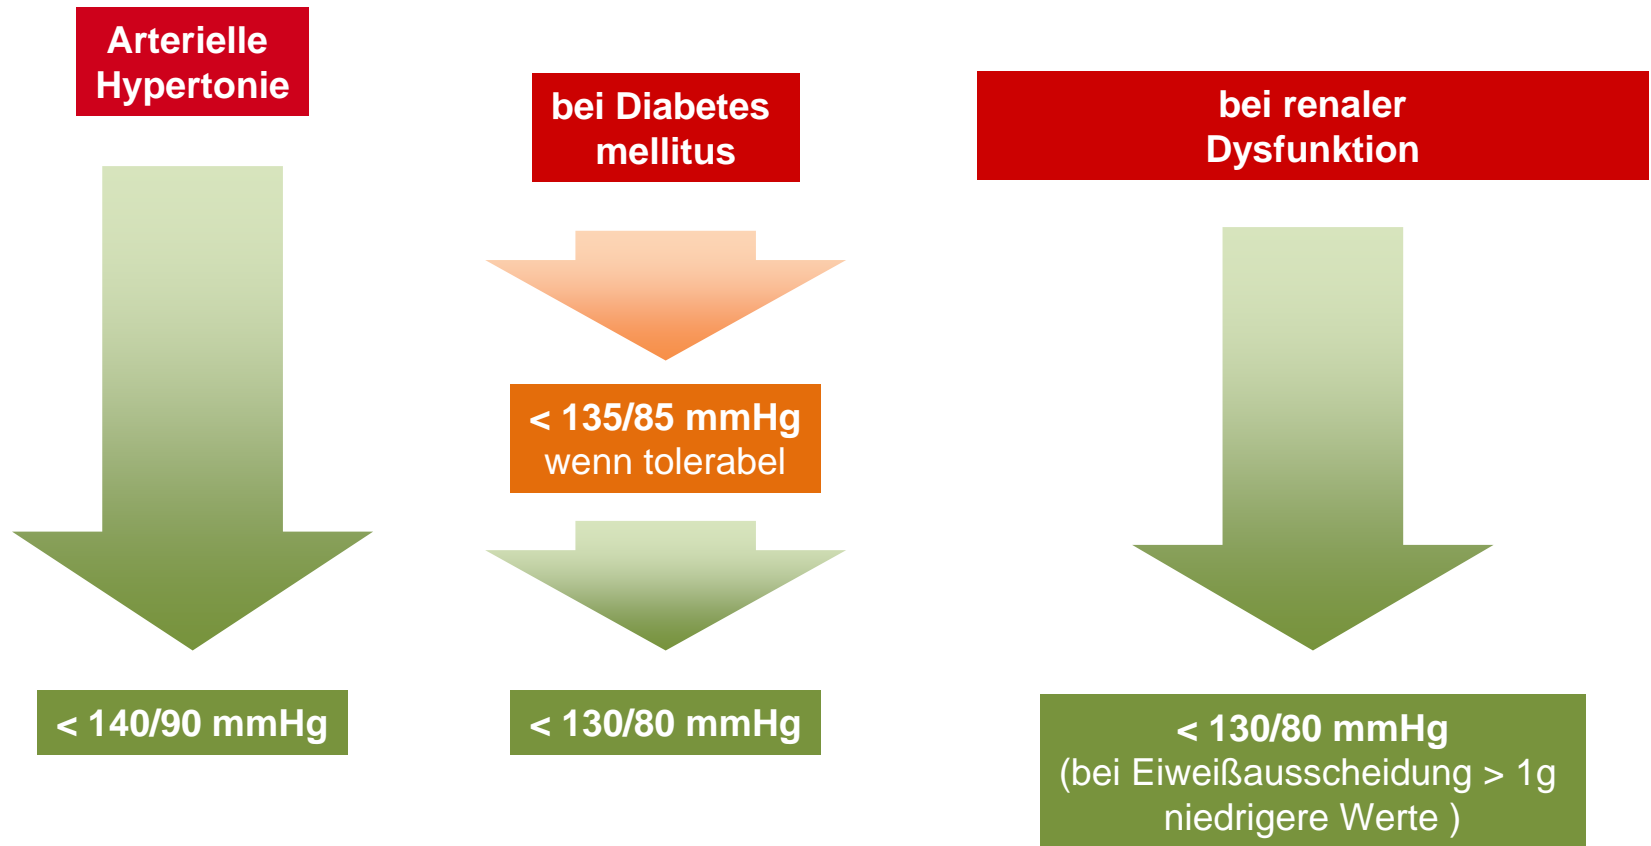 Arterielle
Hypertonie
bei Diabetes
mellitus
< 135/85 mmHg
wenn tolerabel
bei renaler
Dysfunktion
< 140/90 mmHg
< 130/80 mmHg
< 130/80 mmHg
(bei Eiweißausscheidung > 1g
niedrigere Werte )